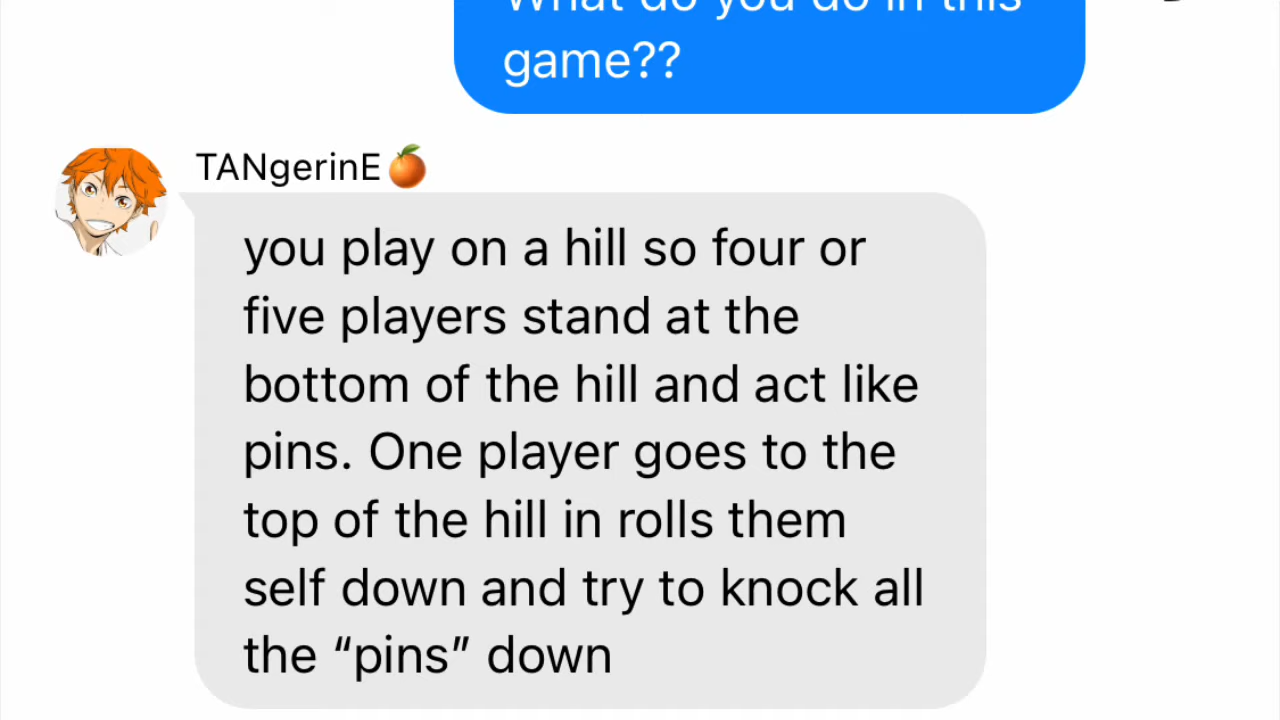 What do you do in this
game??
TANgerinE🍊
you play on a hill so four or
five players stand at the
bottom of the hill and act like
pins. One player goes to the
top of the hill in rolls them
self down and try to knock all
the “pins” down